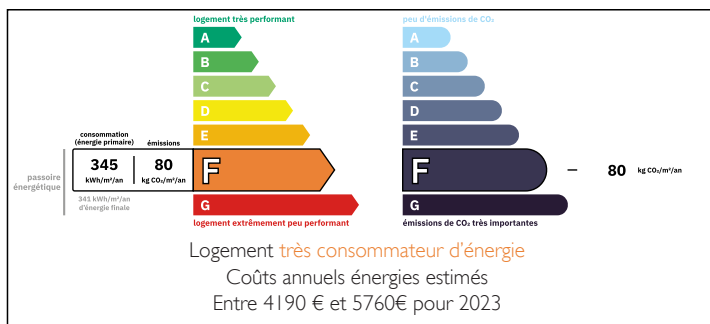 logement très performant
A
B
C
D
E
consommation
(énergie primaire)
émissions
345
kWh/m²/an
80
kg CO₂/m²/an
F
passoire
énergétique
341 kWh/m²/an
d'énergie finale
G
logement extrêmement peu performant
peu d'émissions de CO₂
A
B
C
D
E
F
80 kg CO₂/m²/an
G
émissions de CO₂ très importantes
Logement très consommateur d'énergie
Coûts annuels énergies estimés
Entre 4190 € et 5760€ pour 2023